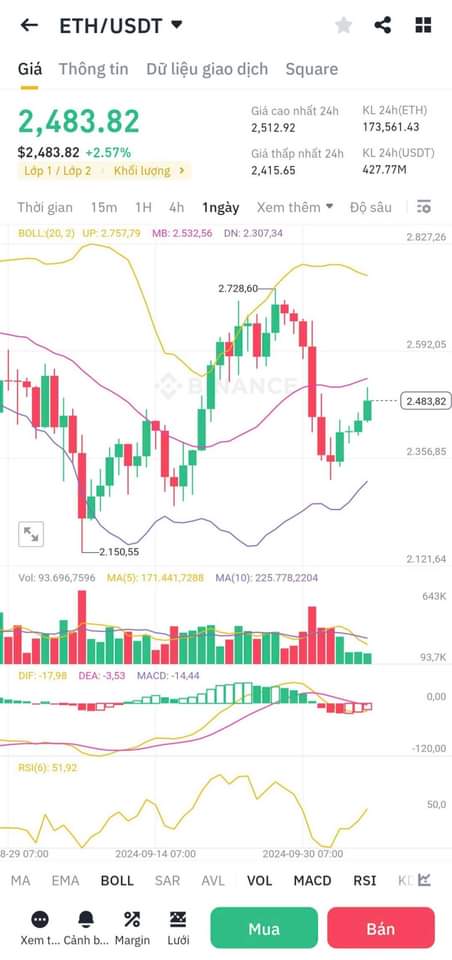 ETH/USDT
Giá Thông tin Dữ liệu giao dịch Square
2,483.82
$2,483.82 +2.57%
Lớp 1 / Lớp 2 Khối lượng
Giá cao nhất 24h
2,512.92
KL 24h(ETH)
173,561.43
Giá thấp nhất 24h
2,415.65
KL 24h(USDT)
427.77M
Thời gian 15m 1H 4h 1ngày Xem thêm Độ sâu
BOLL:(20, 2) UP: 2.757,79 MB: 2.532,56 DN: 2.307,34
2.827,26
2.728,60
2.592,05
BINANCE
2.483,82
2.356,85
2.150,55
2.121,64
Vol: 93.696,7596 MA(5): 171.441,7288 MA(10): 225.778,2204
643K
93,7K
DIF: -17,98 DEA: -3,53 MACD: -14,44
0,00
-120,00
RSI(6): 51,92
50,0
8-29 07:00 2024-09-14 07:00 2024-09-30 07:00
MA EMA BOLL SAR AVL VOL MACD RSI
Xem t... Cảnh b... Margin Lưới Mua Bán